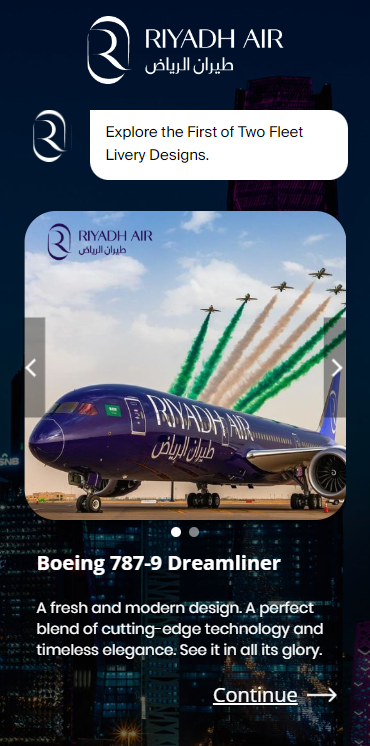 RIYADH AIR
طيران الرياض
Explore the First of Two Fleet
Livery Designs.
RIYADH AIR
طيران الرياض
RIYADH AIR
طيران الرياض
SNB
Boeing 787-9 Dreamliner
A fresh and modern design. A perfect
blend of cutting-edge technology and
timeless elegance. See it in all its glory.
Continue